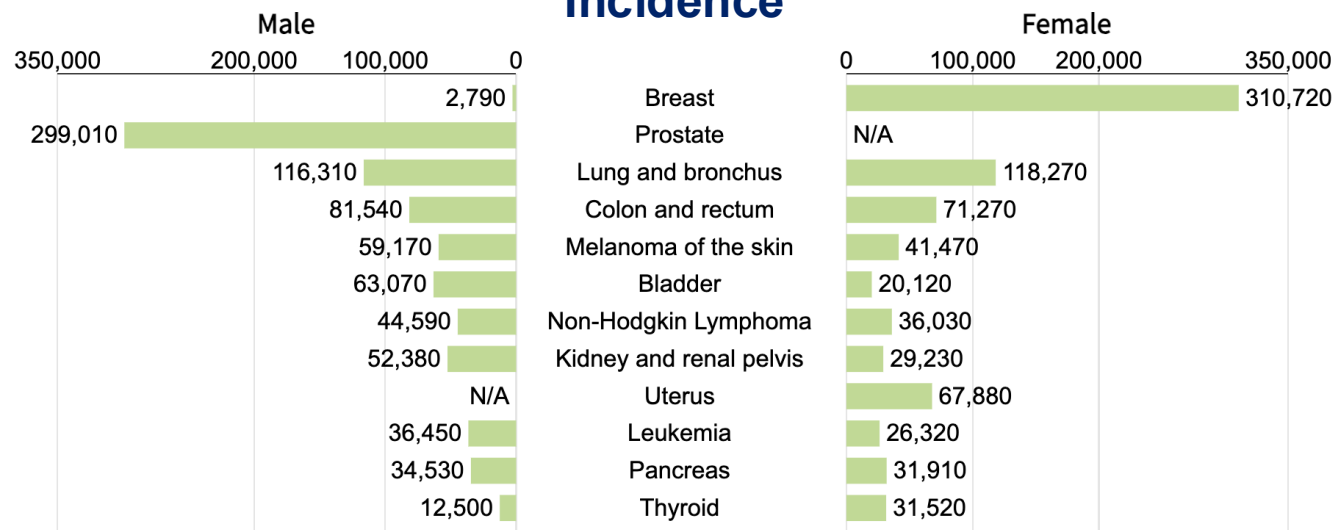 Incidence
Male Female
350,000 200,000 100,000 0 0 100,000 200,000 350,000
2,790 Breast 310,720
299,010 Prostate N/A
116,310 Lung and bronchus 118,270
81,540 Colon and rectum 71,270
59,170 Melanoma of the skin 41,470
63,070 Bladder 20,120
44,590 Non-Hodgkin Lymphoma 36,030
52,380 Kidney and renal pelvis 29,230
N/A Uterus 67,880
36,450 Leukemia 26,320
34,530 Pancreas 31,910
12,500 Thyroid 31,520